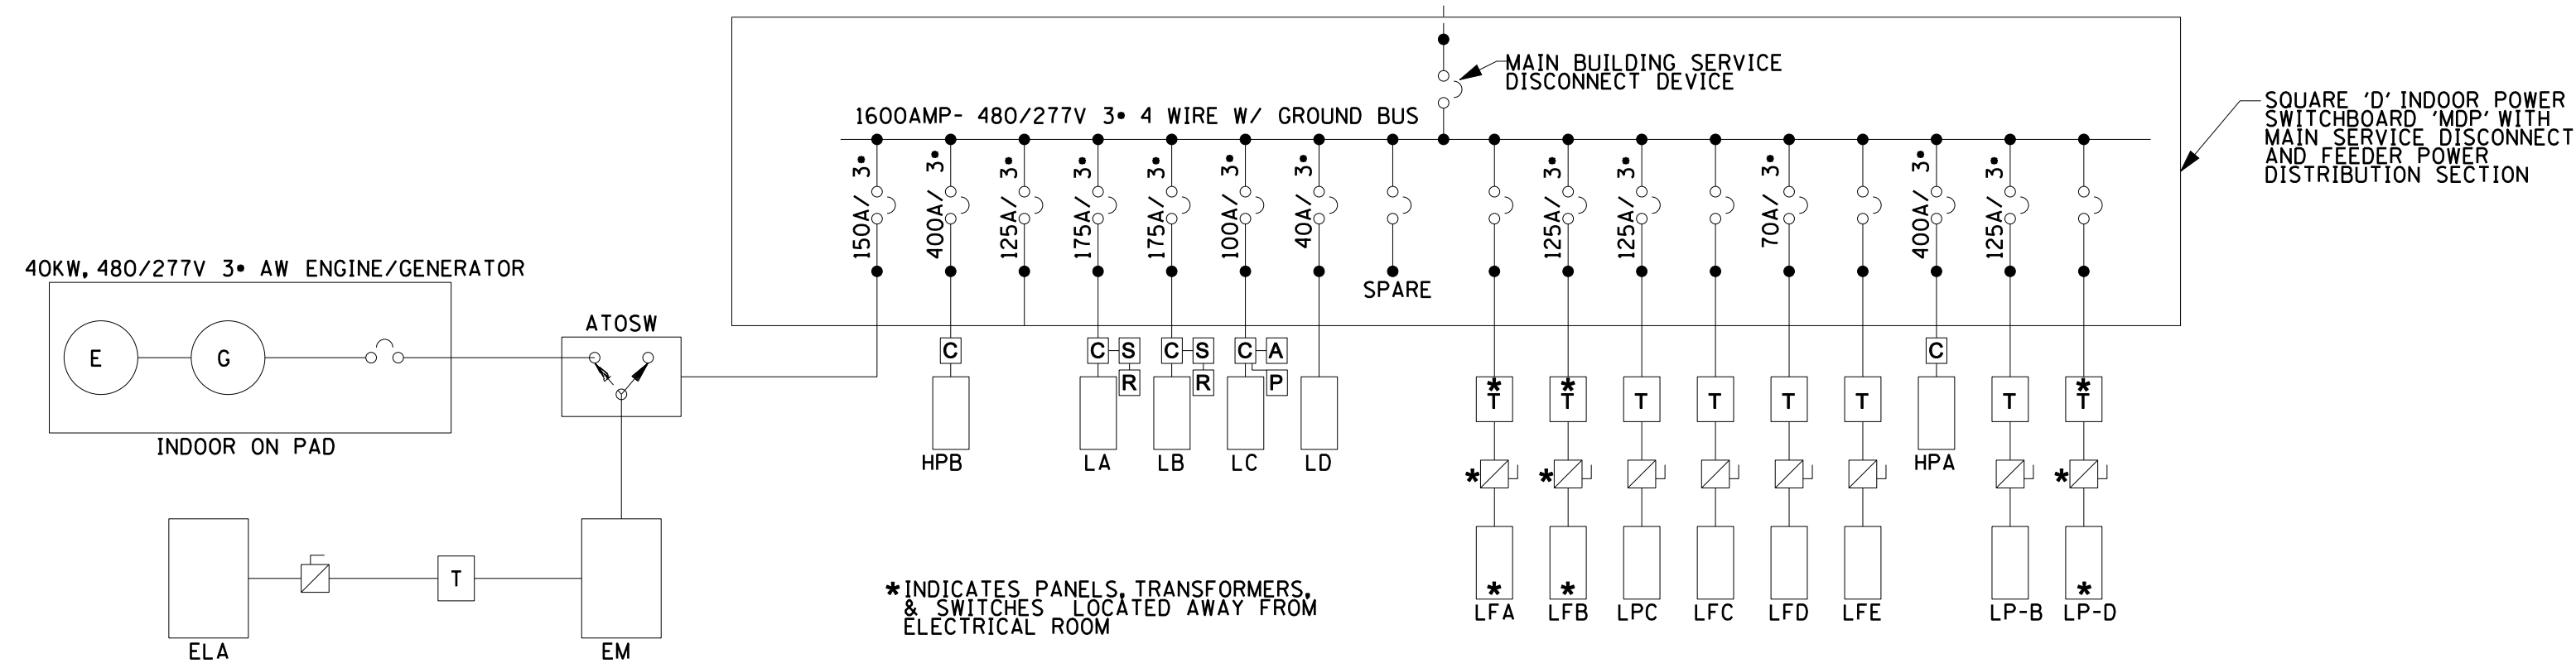 MAIN BUILDING SERVICE
DISCONNECT DEVICE
1600AMP- 480/277V 3• 4 WIRE W/ GROUND BUS
SQUARE 'D' INDOOR POWER
SWITCHBOARD 'MDP' WITH
MAIN SERVICE DISCONNECT
AND FEEDER POWER
DISTRIBUTION SECTION
150A/ 3•
400A/ 3•
125A/ 3•
175A/ 3•
175A/ 3•
100A/ 3•
40A/ 3•
125A/ 3•
125A/ 3•
70A/ 3•
400A/ 3•
125A/ 3•
SPARE
40KW, 480/277V 3• AW ENGINE/GENERATOR
E
G
INDOOR ON PAD
ATOSW
C
C S
R
C S
R
C A
P
C
HPB
LA
LB
LC
LD
*
T
*
T
T
T
T
T
T
*
T
HPA
*
*
*
*
*
*
LFA
LFB
LPC
LFC
LFD
LFE
LP-B
LP-D
T
ELA
EM
*INDICATES PANELS, TRANSFORMERS,
& SWITCHES LOCATED AWAY FROM
ELECTRICAL ROOM